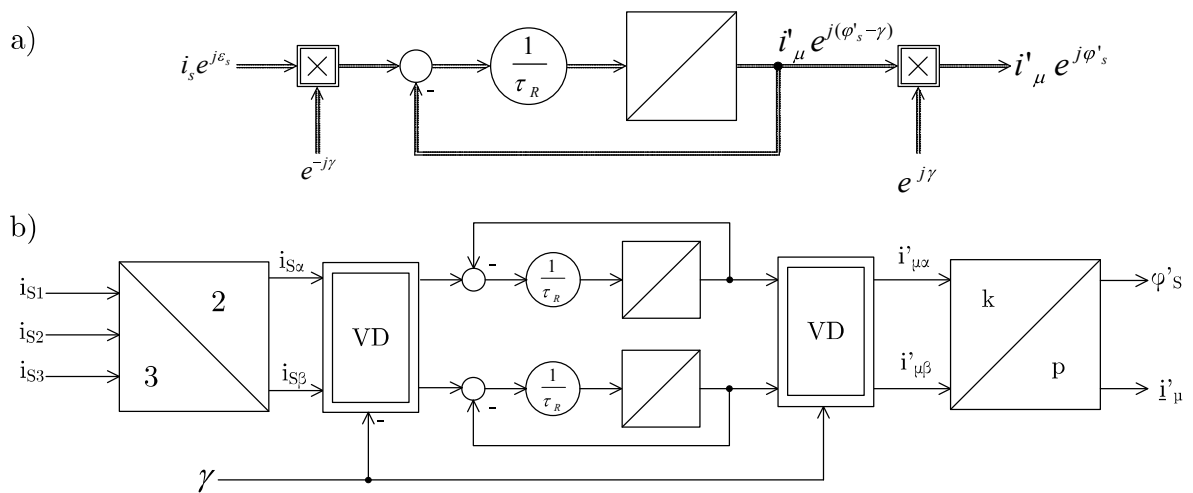 a)
i_s e^{jε_s}
×
-
1/τ_R
i'_μ e^{j(φ'_s-γ)}
×
i'_μ e^{jφ'_s}
e^{-jγ}
e^{jγ}
b)
i_{S1}
i_{S2}
i_{S3}
2
3
i_{Sα}
i_{Sβ}
VD
-
-
1/τ_R
-
1/τ_R
VD
i'_{μα}
i'_{μβ}
k
p
φ'_S
i'_μ
γ